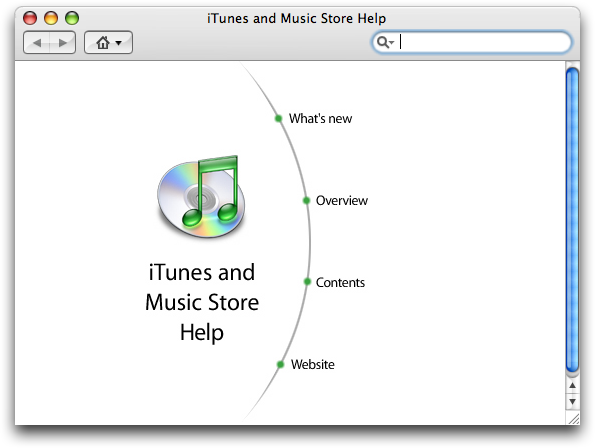 iTunes and Music Store Help
What's new
Overview
Contents
Website
iTunes and
Music Store
Help